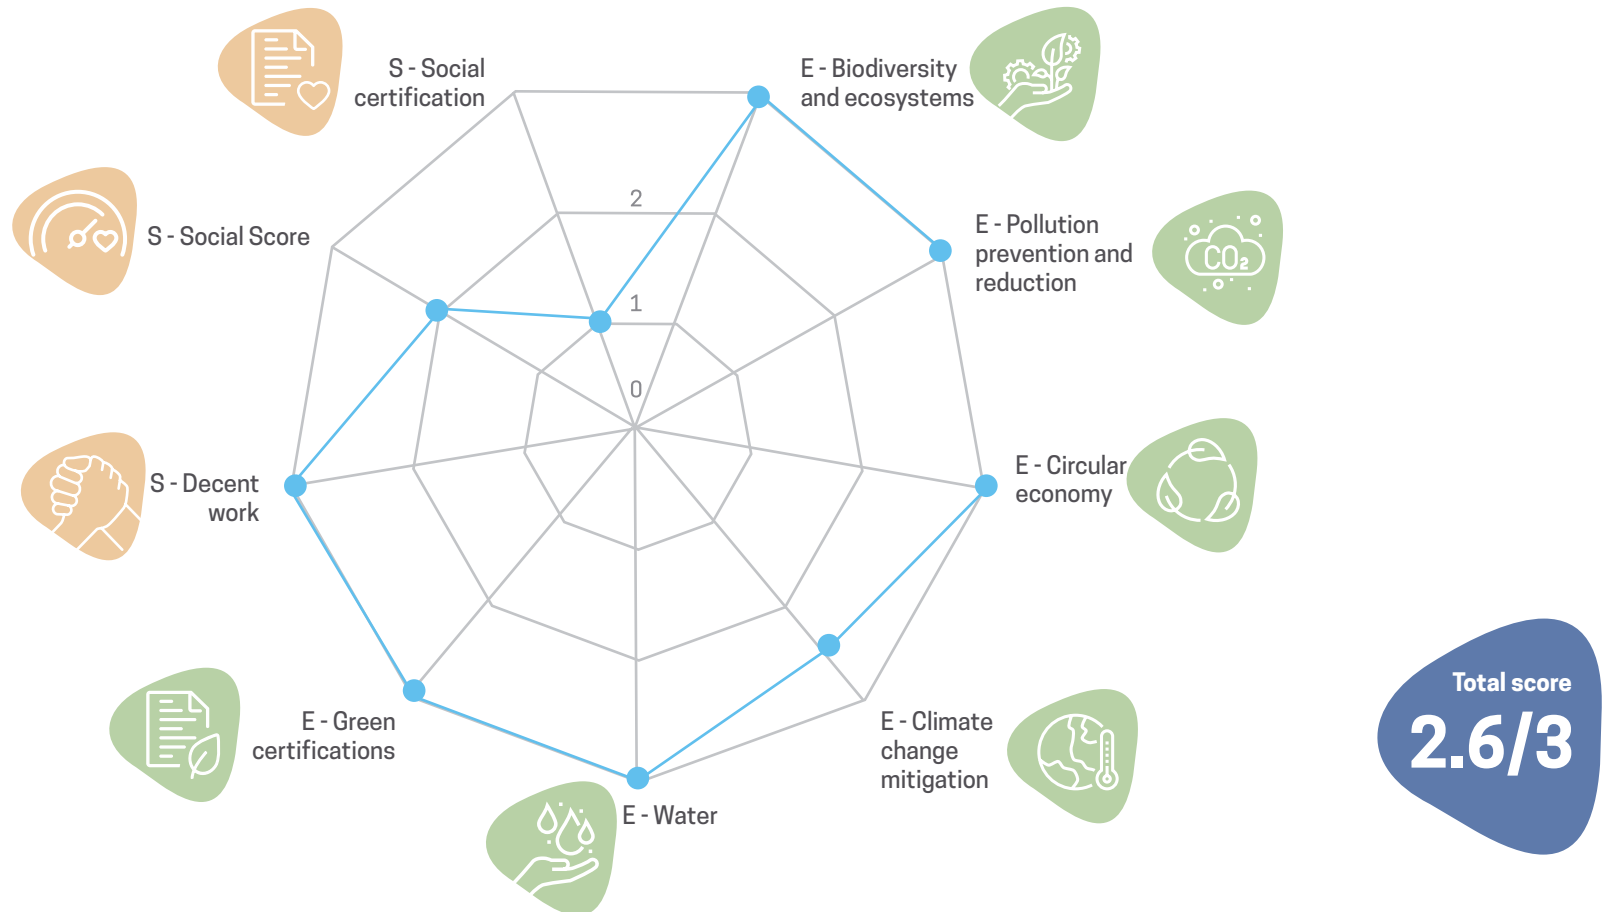 S - Social
certification
E - Biodiversity
and ecosystems
S - Social Score
E - Pollution
prevention and
reduction
CO₂
2
1
0
S - Decent
work
E - Circular
economy
E - Green
certifications
E - Climate
change
mitigation
E - Water
Total score
2.6/3